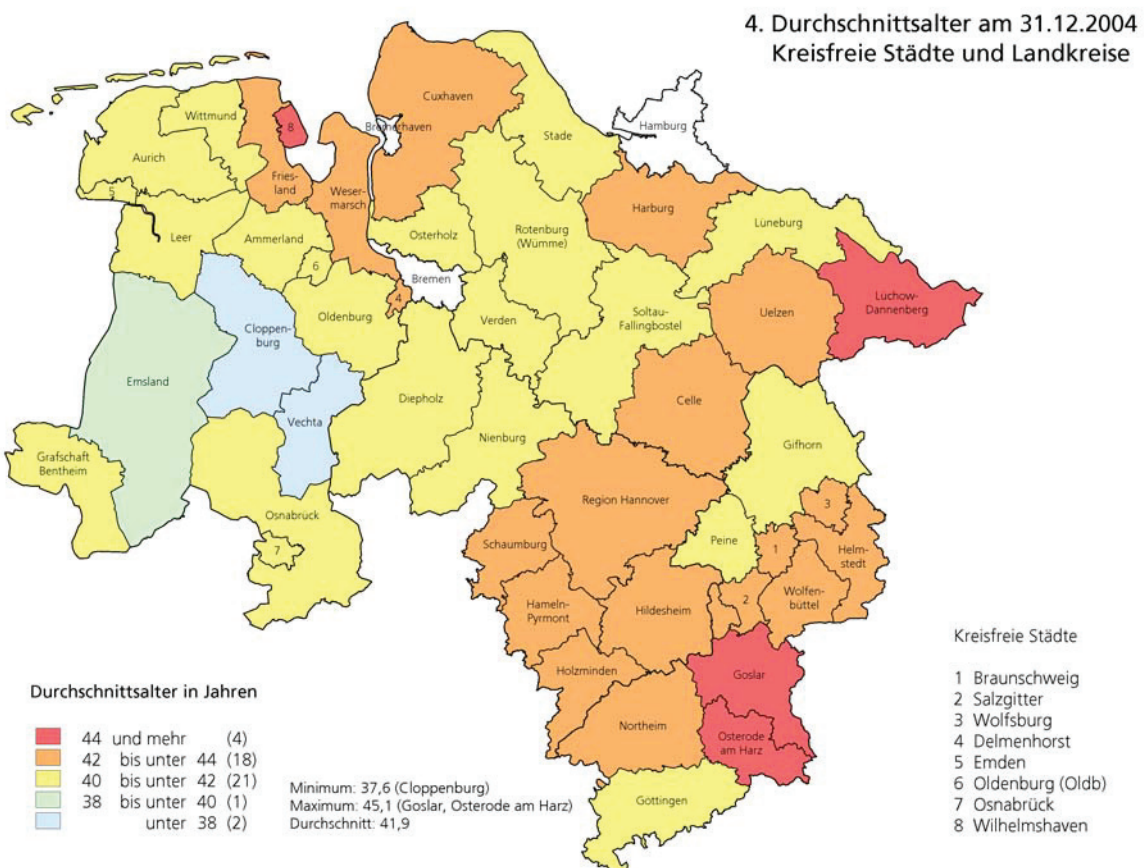 4. Durchschnittsalter am 31.12.2004
Kreisfreie Städte und Landkreise
Cuxhaven
Wittmund
8
Bremerhaven
Stade
Hamburg
Aurich
5
Fries-
land
Weser-
marsch
Harburg
Lüneburg
Leer
Ammerland
Osterholz
Rotenburg
(Wümme)
6
Bremen
4
Lüchow-
Dannenberg
Oldenburg
Verden
Soltau-
Fallingbostel
Uelzen
Cloppen-
burg
Emsland
Diepholz
Celle
Vechta
Nienburg
Gifhorn
Grafschaft
Bentheim
Region Hannover
3
Osnabrück
7
Schaumburg
Peine
1
Helm-
stedt
Hameln-
Pyrmont
Hildesheim
2
Wolfen-
büttel
Holzminden
Goslar
Northeim
Osterode
am Harz
Göttingen
Durchschnittsalter in Jahren
44 und mehr (4)
42 bis unter 44 (18)
40 bis unter 42 (21)
38 bis unter 40 (1)
unter 38 (2)
Minimum: 37,6 (Cloppenburg)
Maximum: 45,1 (Goslar, Osterode am Harz)
Durchschnitt: 41,9
Kreisfreie Städte
1 Braunschweig
2 Salzgitter
3 Wolfsburg
4 Delmenhorst
5 Emden
6 Oldenburg (Oldb)
7 Osnabrück
8 Wilhelmshaven